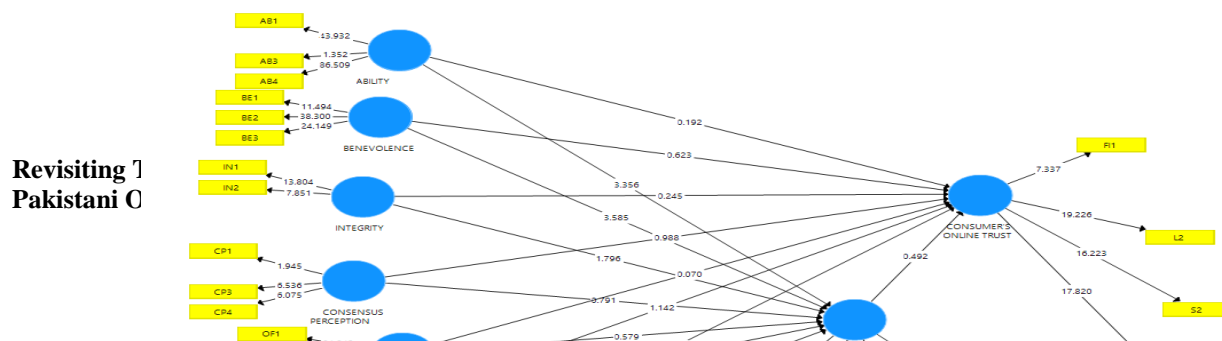 AB1
43.932
AB3
1.352
86.509
AB4
ABILITY
BE1
11.494
BE2
38.300
24.149
BE3
BENEVOLENCE
0.192
0.623
FI1
7.337
Revisiting T
Pakistani O
IN1
13.804
IN2
7.851
INTEGRITY
3.356
0.245
3.585
CONSUMER'S
ONLINE TRUST
19.226
L2
16.223
17.820
S2
CP1
1.945
CP3
6.536
6.075
CP4
CONSENSUS
PERCEPTION
0.988
1.796
0.070
0.492
0.791
1.142
OF1
0.579